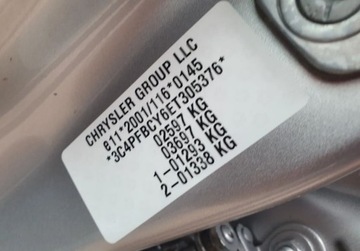 CHRYSLER GROUP LLC
e11*2001/116*0145
*3C4PFBCY6ET305376*
02597 KG
03697 KG
1-01293 KG
2-01338 KG